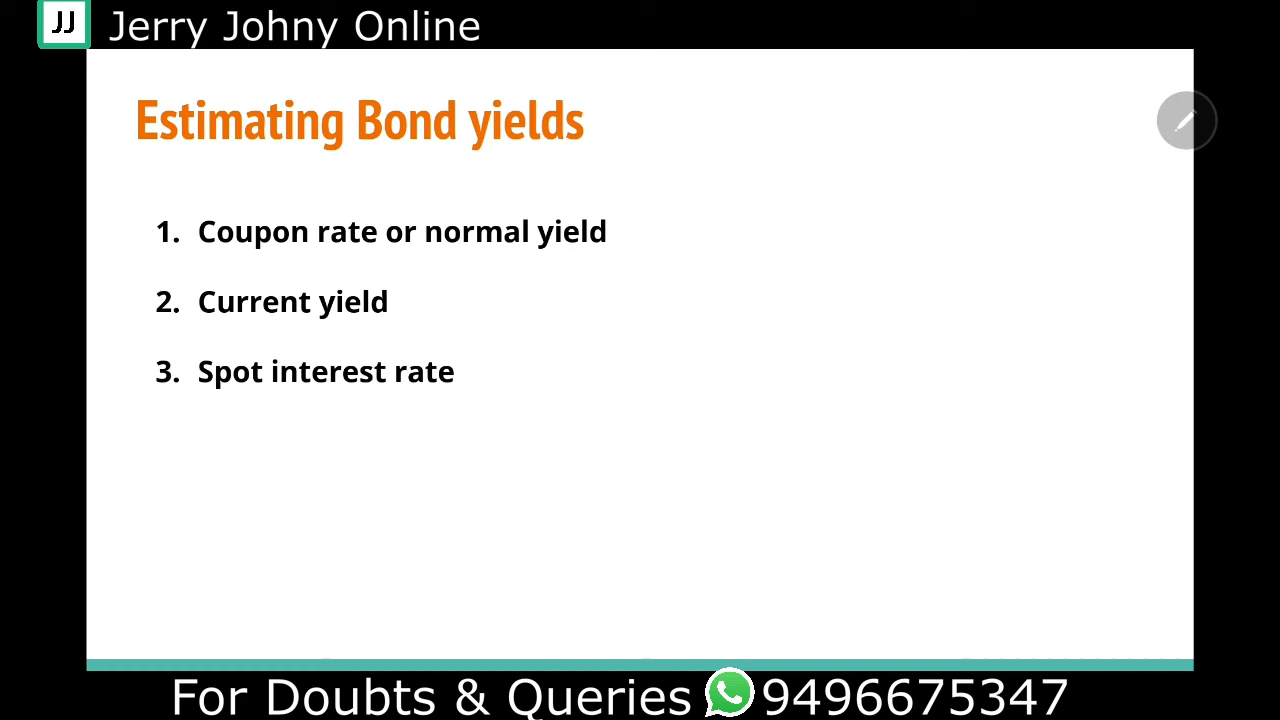 JJ Jerry Johny Online
Estimating Bond yields
1. Coupon rate or normal yield
2. Current yield
3. Spot interest rate
For Doubts & Queries 9496675347